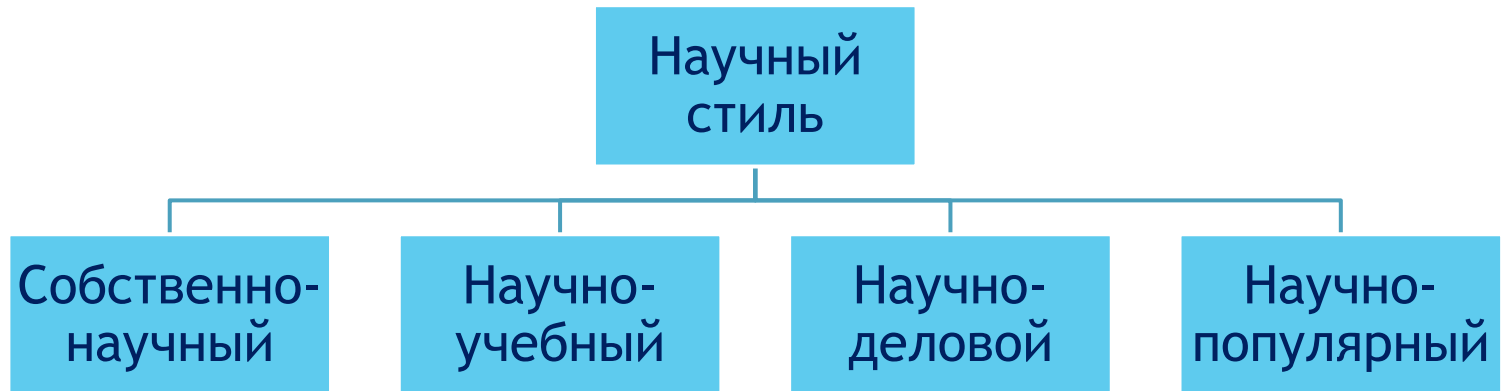 Научный
стиль
Собственно-
научный
Научно-
учебный
Научно-
деловой
Научно-
популярный